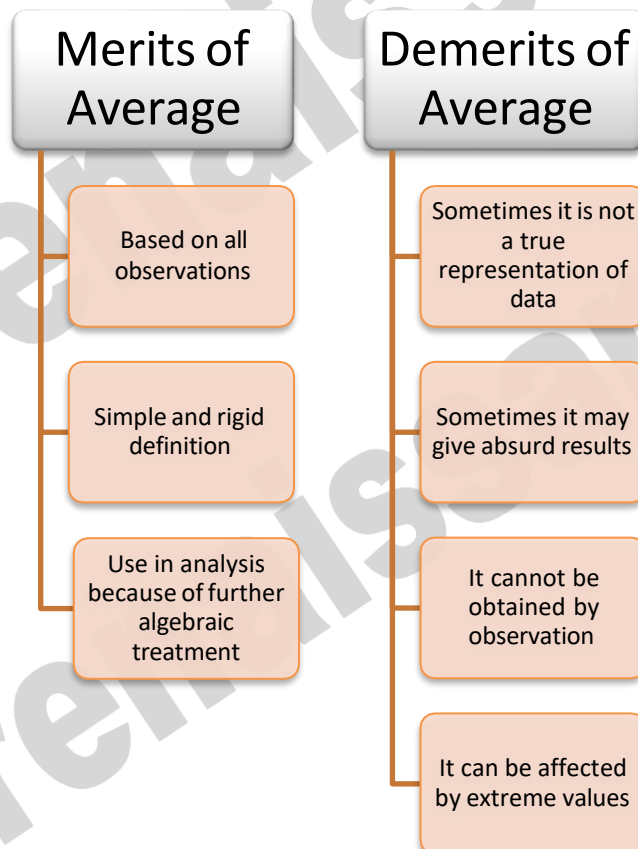 Merits of
Average
Based on all
observations
Simple and rigid
definition
Use in analysis
because of further
algebraic
treatment
Demerits of
Average
Sometimes it is not
a true
representation of
data
Sometimes it may
give absurd results
It cannot be
obtained by
observation
It can be affected
by extreme values